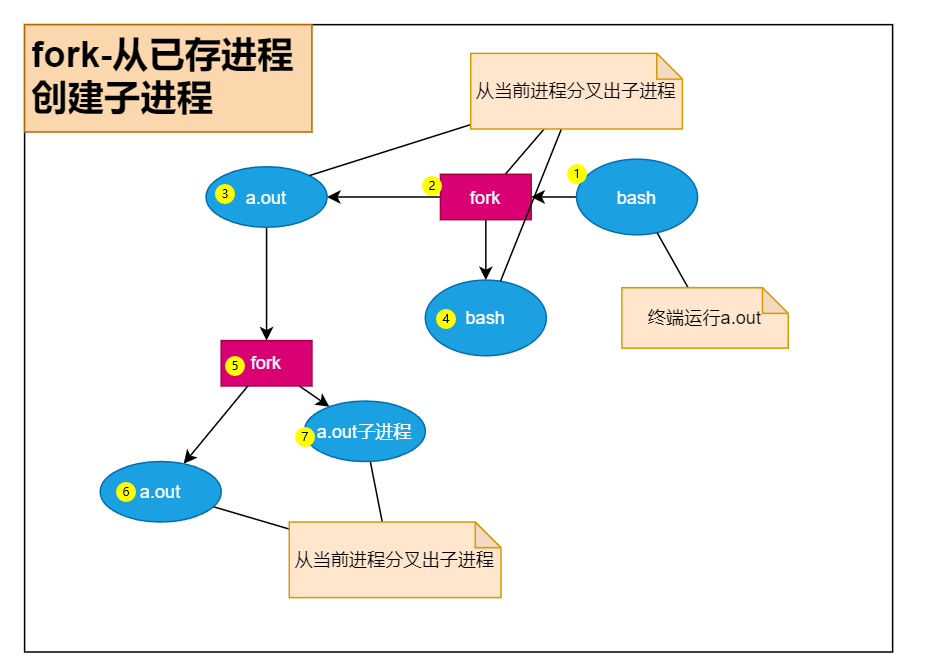 fork-从已存进程
创建子进程
从当前进程分叉出子进程
1
bash
2
fork
3
a.out
4
bash
终端运行a.out
5
fork
7
a.out子进程
6
a.out
从当前进程分叉出子进程